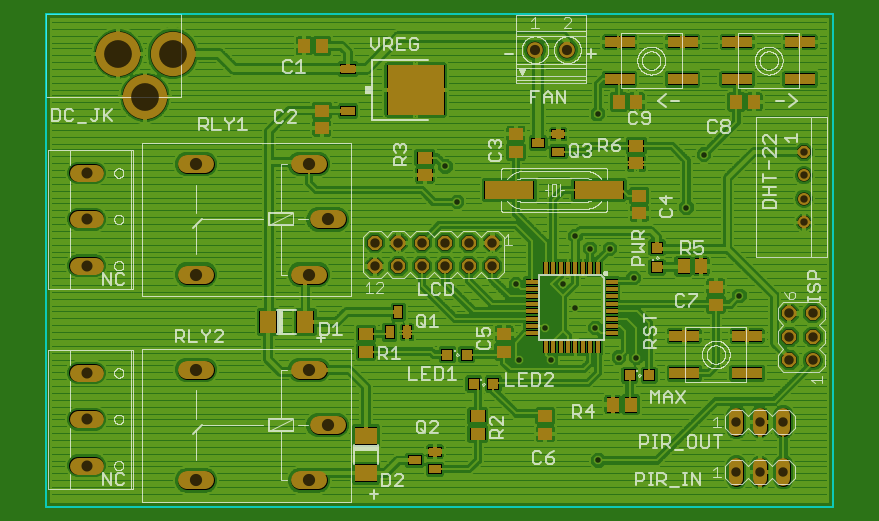 1 2
- +
VREG
C1
FAN
<- ->
DC_JK
C2
RLY1
C9
C8
R3
C3
Q3
R6
DHT-22
1
C4
NC
PWR
R5
1
12
LCD
C7
ISP
6
1
D1
+
Q1
RLY2
R1
C5
RST
LED1
LED2
MAX
R4
R2
Q2
C6
1
PIR_OUT
PIR_IN
1
NC
D2
+